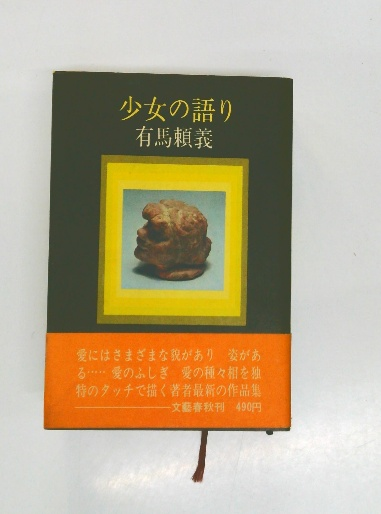 少女の語り
有馬頼義
愛にはさまざまな貌があり 姿があ
る‥‥ 愛のふしぎ 愛の種々相を独
特のタッチで描く著者最新の作品集
文藝春秋刊 490円